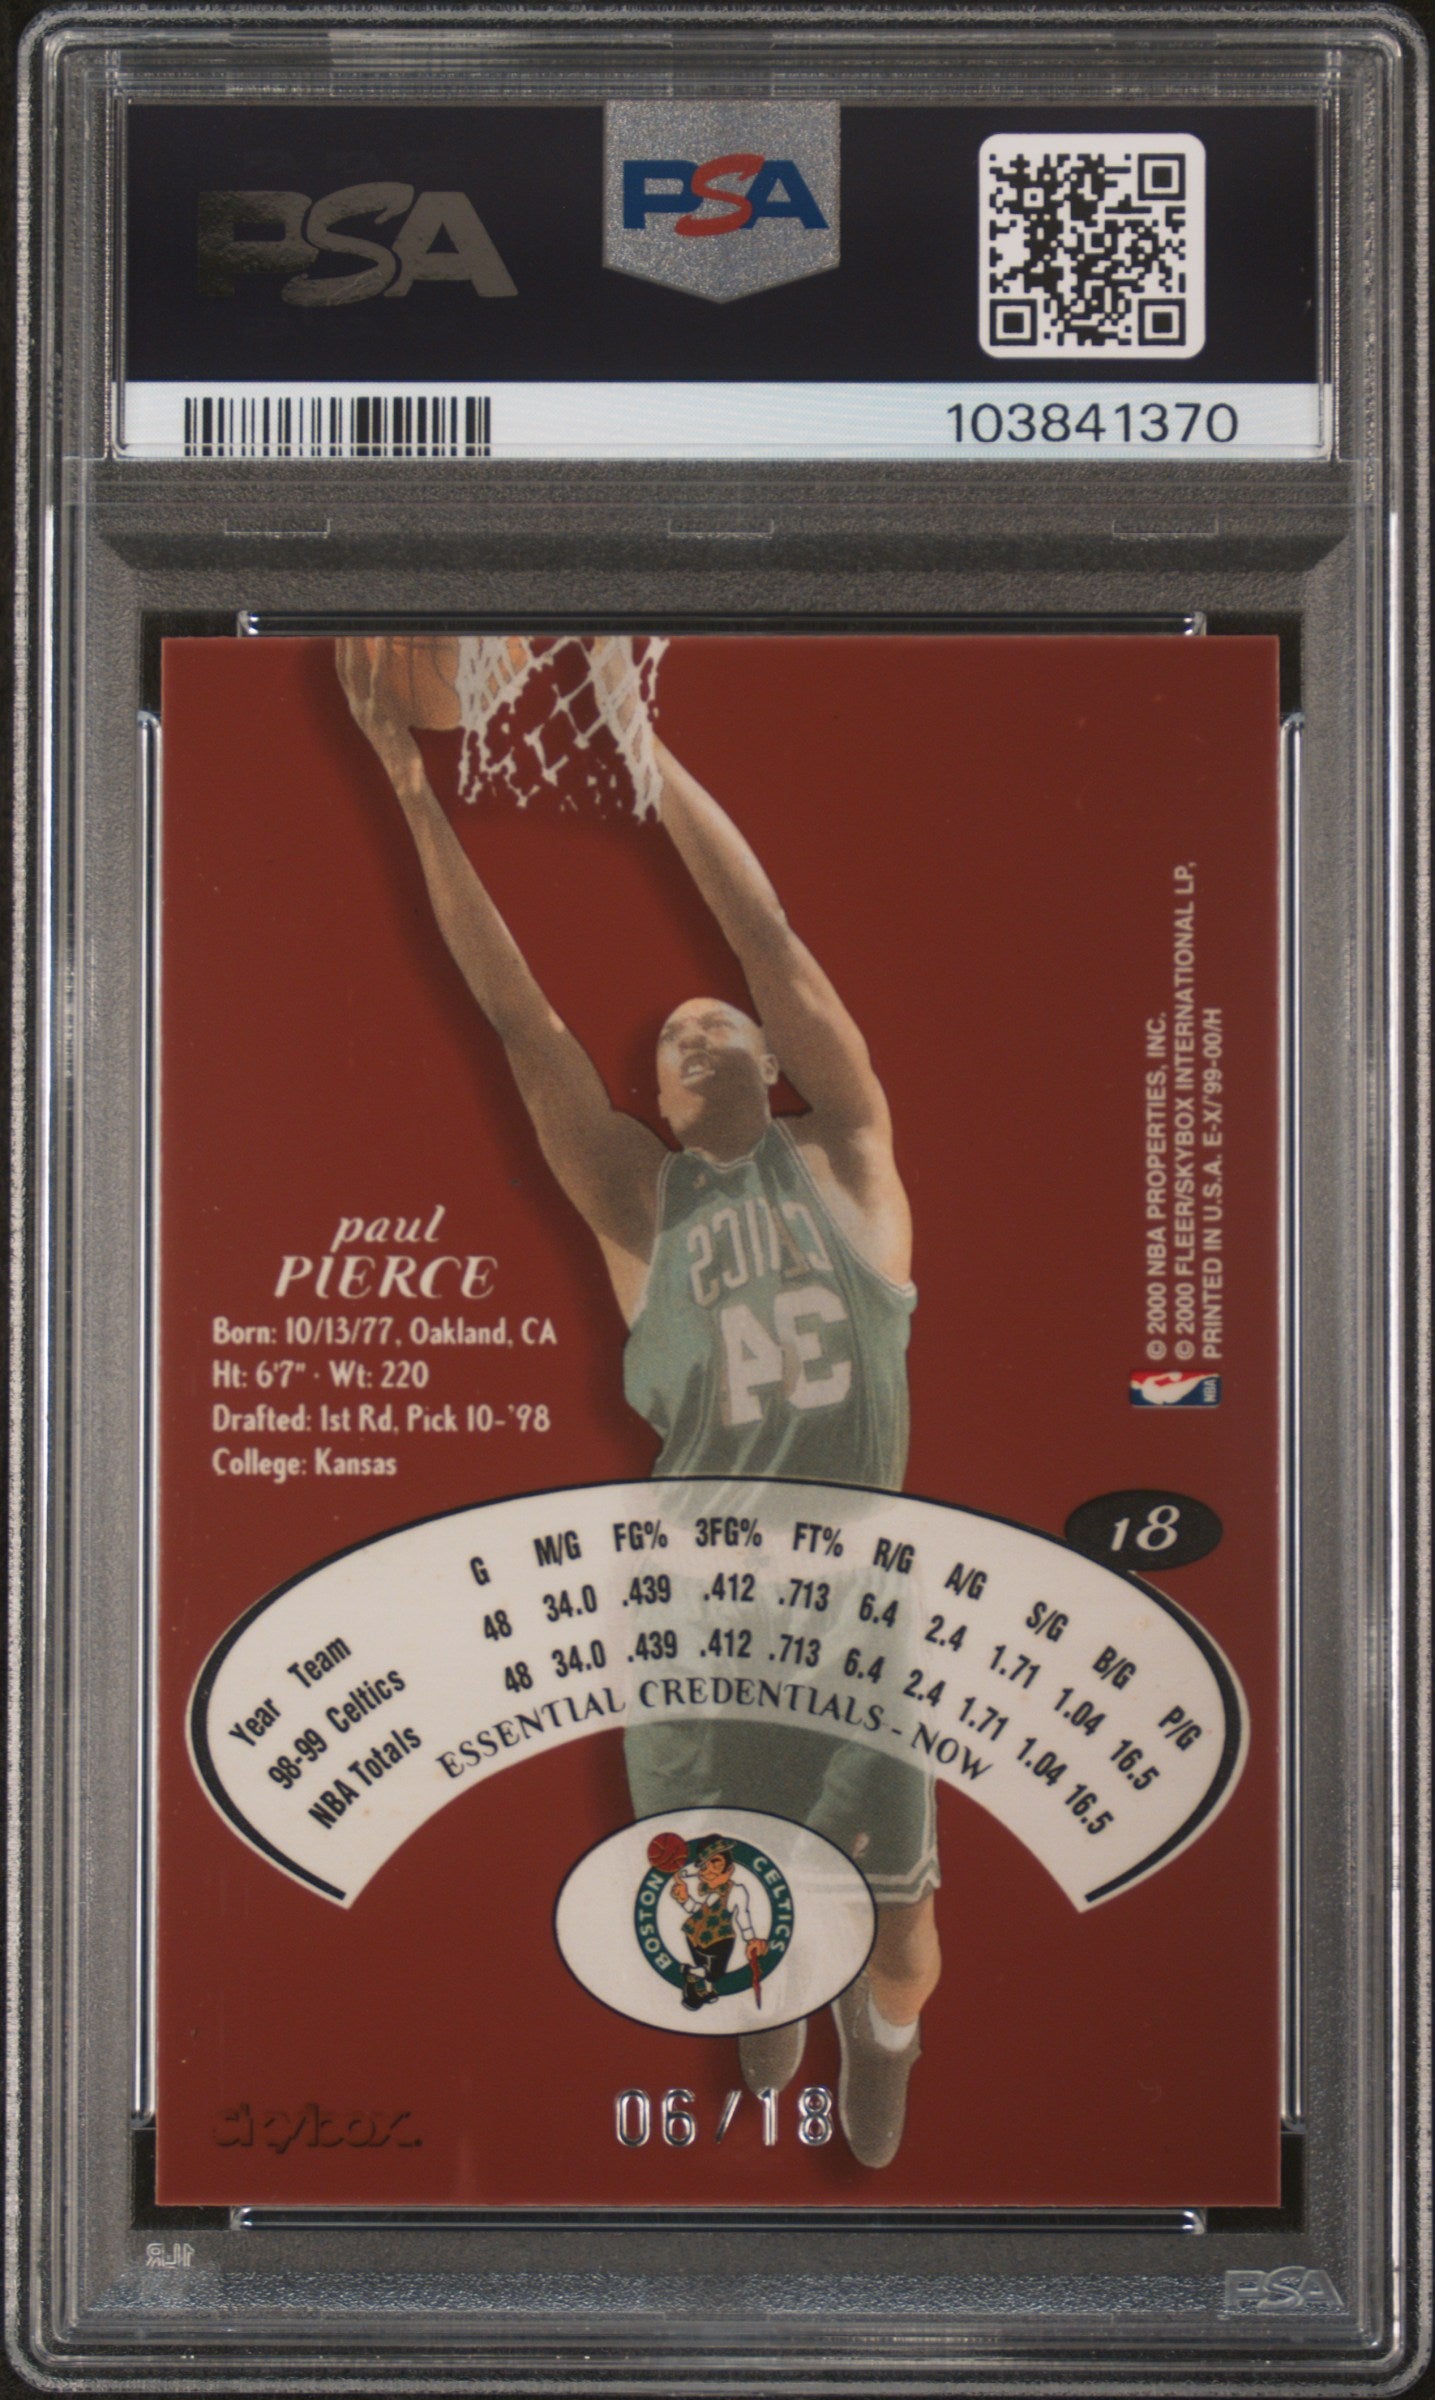 PSA
PSA
103841370
paul
PIERCE
Born: 10/13/77, Oakland, CA
Ht: 6'7" · Wt: 220
Drafted: 1st Rd, Pick 10-'98
College: Kansas
CELTICS
34
© 2000 NBA PROPERTIES, INC.
© 2000 FLEER/SKYBOX INTERNATIONAL LP,
PRINTED IN U.S.A. E-X/'99-00/H
NBA
18
Year Team G M/G FG% 3FG% FT% R/G A/G S/G B/G P/G
98-99 Celtics 48 34.0 .439 .412 .713 6.4 2.4 1.71 1.04 16.5
NBA Totals 48 34.0 .439 .412 .713 6.4 2.4 1.71 1.04 16.5
ESSENTIAL CREDENTIALS - NOW
BOSTON CELTICS
06/18
skybox.
1LR
PSA